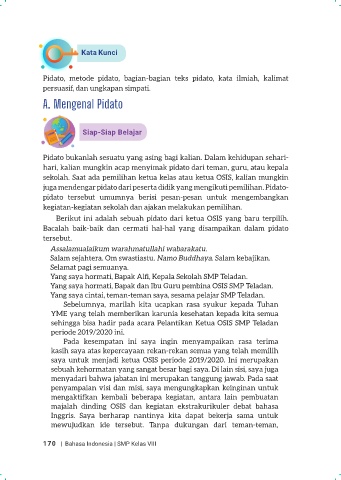 Kata Kunci
Pidato, metode pidato, bagian-bagian teks pidato, kata ilmiah, kalimat
persuasif, dan ungkapan simpati.
A. Mengenal Pidato
Siap-Siap Belajar
Pidato bukanlah sesuatu yang asing bagi kalian. Dalam kehidupan sehari-
hari, kalian mungkin acap menyimak pidato dari teman, guru, atau kepala
sekolah. Saat ada pemilihan ketua kelas atau ketua OSIS, kalian mungkin
juga mendengar pidato dari peserta didik yang mengikuti pemilihan. Pidato-
pidato tersebut umumnya berisi pesan-pesan untuk mengembangkan
kegiatan-kegiatan sekolah dan ajakan melakukan pemilihan.
Berikut ini adalah sebuah pidato dari ketua OSIS yang baru terpilih.
Bacalah baik-baik dan cermati hal-hal yang disampaikan dalam pidato
tersebut.
Assalamualaikum warahmatullahi wabarakatu.
Salam sejahtera. Om swastiastu. Namo Buddhaya. Salam kebajikan.
Selamat pagi semuanya.
Yang saya hormati, Bapak Alfi, Kepala Sekolah SMP Teladan.
Yang saya hormati, Bapak dan Ibu Guru pembina OSIS SMP Teladan.
Yang saya cintai, teman-teman saya, sesama pelajar SMP Teladan.
Sebelumnya, marilah kita ucapkan rasa syukur kepada Tuhan
YME yang telah memberikan karunia kesehatan kepada kita semua
sehingga bisa hadir pada acara Pelantikan Ketua OSIS SMP Teladan
periode 2019/2020 ini.
Pada kesempatan ini saya ingin menyampaikan rasa terima
kasih saya atas kepercayaan rekan-rekan semua yang telah memilih
saya untuk menjadi ketua OSIS periode 2019/2020. Ini merupakan
sebuah kehormatan yang sangat besar bagi saya. Di lain sisi, saya juga
menyadari bahwa jabatan ini merupakan tanggung jawab. Pada saat
penyampaian visi dan misi, saya mengungkapkan keinginan untuk
mengaktifkan kembali beberapa kegiatan, antara lain pembuatan
majalah dinding OSIS dan kegiatan ekstrakurikuler debat bahasa
Inggris. Saya berharap nantinya kita dapat bekerja sama untuk
mewujudkan ide tersebut. Tanpa dukungan dari teman-teman,
170 | Bahasa Indonesia | SMP Kelas VIII